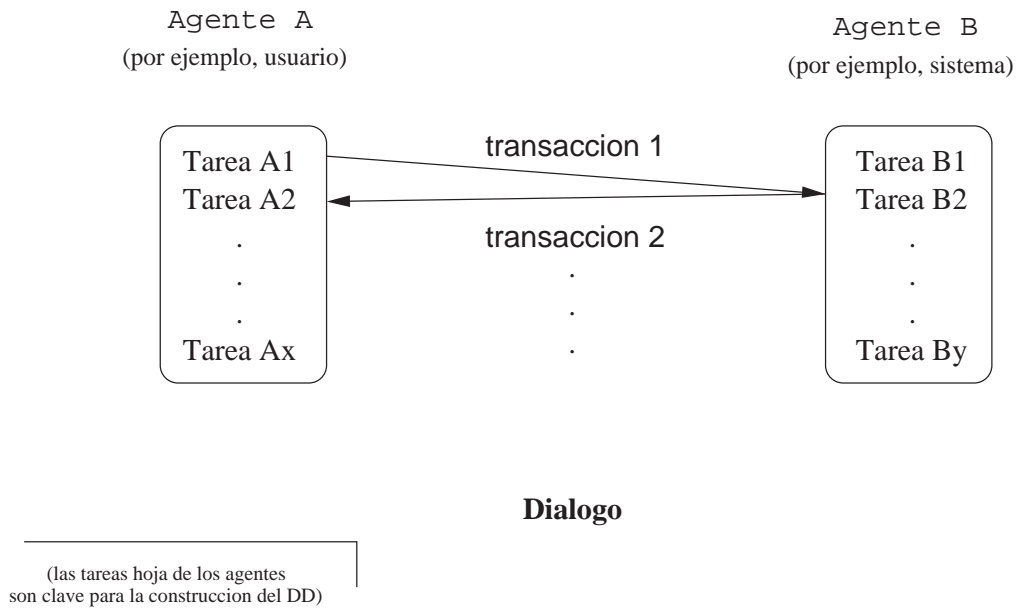 Agente A
(por ejemplo, usuario)
Agente B
(por ejemplo, sistema)
Tarea A1
Tarea A2
.
.
.
Tarea Ax
transaccion 1
transaccion 2
.
.
.
Tarea B1
Tarea B2
.
.
.
Tarea By
Dialogo
(las tareas hoja de los agentes
son clave para la construccion del DD)